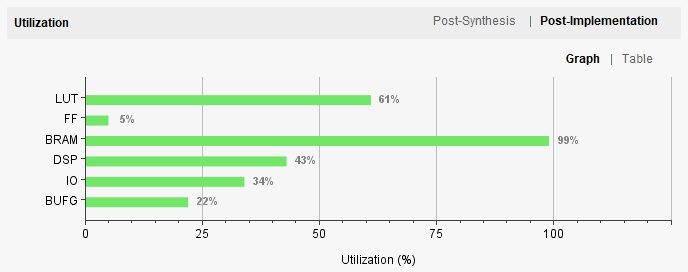 Utilization Post-Synthesis | Post-Implementation
Graph | Table
LUT 61%
FF 5%
BRAM 99%
DSP 43%
IO 34%
BUFG 22%
0 25 50 75 100
Utilization (%)